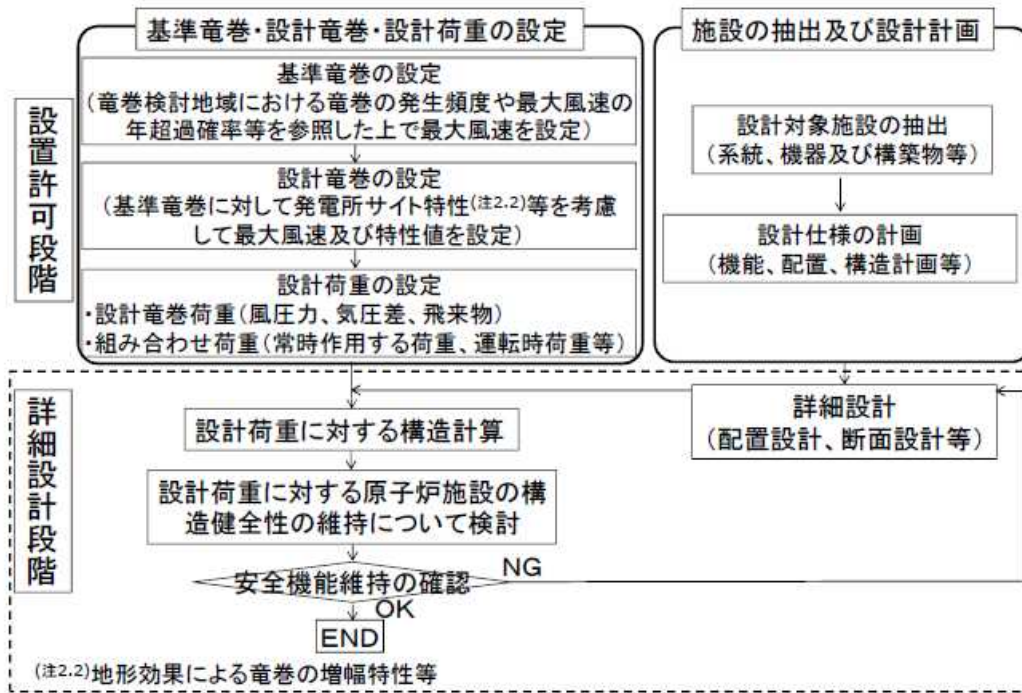 基準竜巻・設計竜巻・設計荷重の設定
基準竜巻の設定
(竜巻検討地域における竜巻の発生頻度や最大風速の
年超過確率等を参照した上で最大風速を設定)
設計竜巻の設定
(基準竜巻に対して発電所サイト特性(注2.2)等を考慮
して最大風速及び特性値を設定)
設計荷重の設定
・設計竜巻荷重(風圧力、気圧差、飛来物)
・組み合わせ荷重(常時作用する荷重、運転時荷重等)
施設の抽出及び設計計画
設計対象施設の抽出
(系統、機器及び構築物等)
設計仕様の計画
(機能、配置、構造計画等)
設置許可段階
詳細設計段階
詳細設計
(配置設計、断面設計等)
設計荷重に対する構造計算
設計荷重に対する原子炉施設の構
造健全性の維持について検討
安全機能維持の確認
NG
OK
END
(注2.2)地形効果による竜巻の増幅特性等